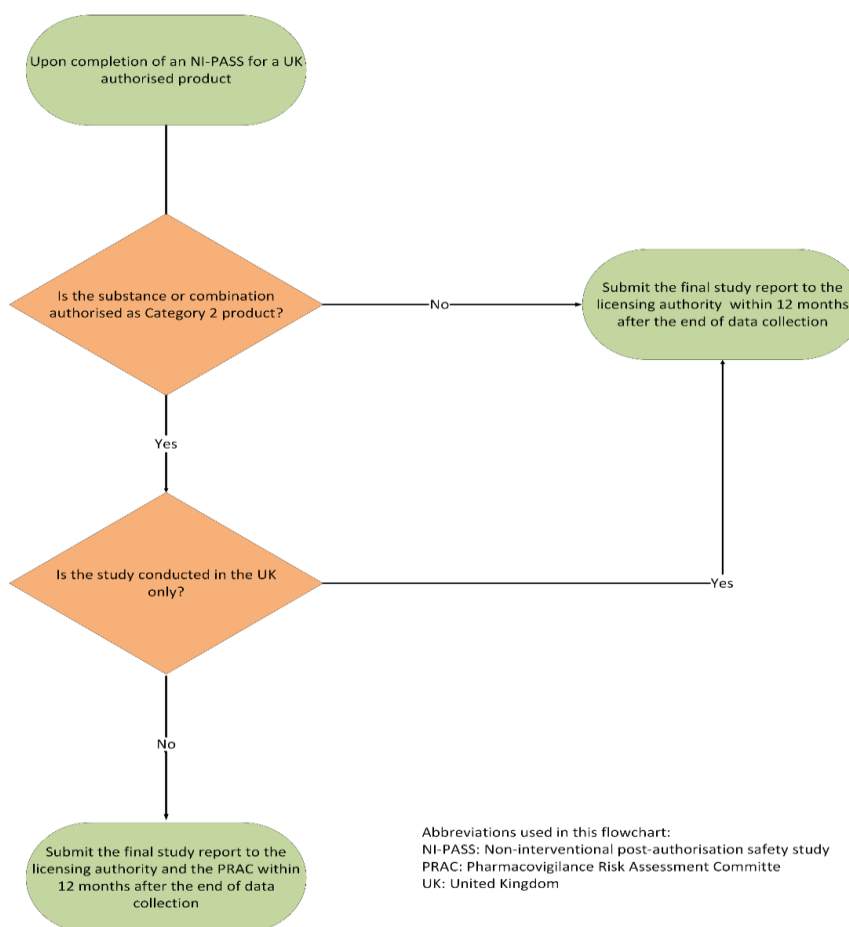 Upon completion of an NI-PASS for a UK
authorised product
Is the substance or combination
authorised as Category 2 product?
No
Submit the final study report to the
licensing authority within 12 months
after the end of data collection
Yes
Is the study conducted in the UK
only?
Yes
No
Submit the final study report to the
licensing authority and the PRAC within
12 months after the end of data
collection
Abbreviations used in this flowchart:
NI-PASS: Non-interventional post-authorisation safety study
PRAC: Pharmacovigilance Risk Assessment Committe
UK: United Kingdom